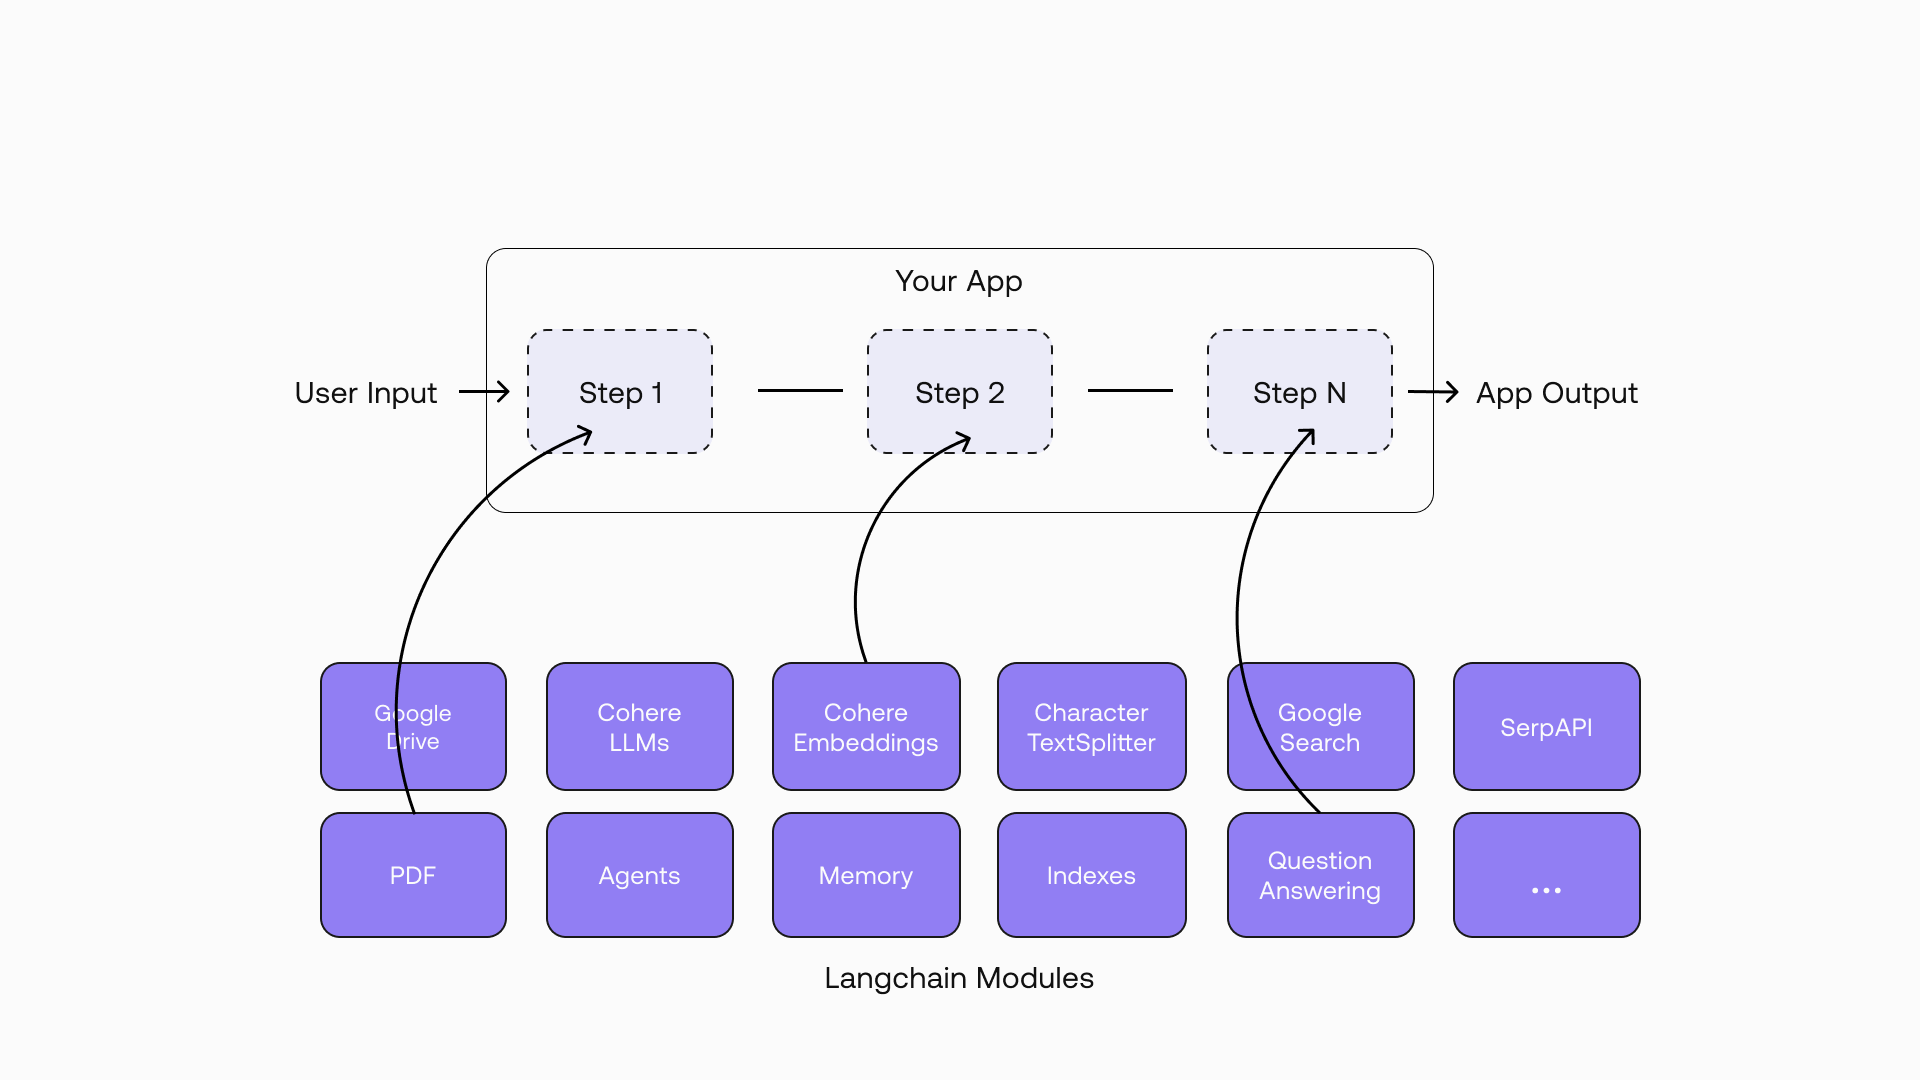 Your App
User Input
Step 1
Step 2
Step N
App Output
Google
Drive
Cohere
LLMs
Cohere
Embeddings
Character
TextSplitter
Google
Search
SerpAPI
PDF
Agents
Memory
Indexes
Question
Answering
...
Langchain Modules